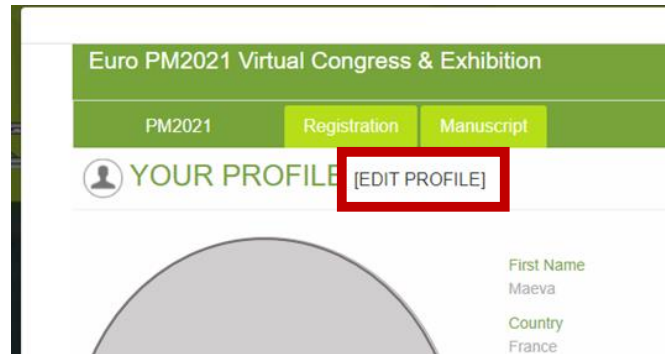 Euro PM2021 Virtual Congress & Exhibition
PM2021 Registration Manuscript
YOUR PROFILE [EDIT PROFILE]
First Name
Maeva
Country
France